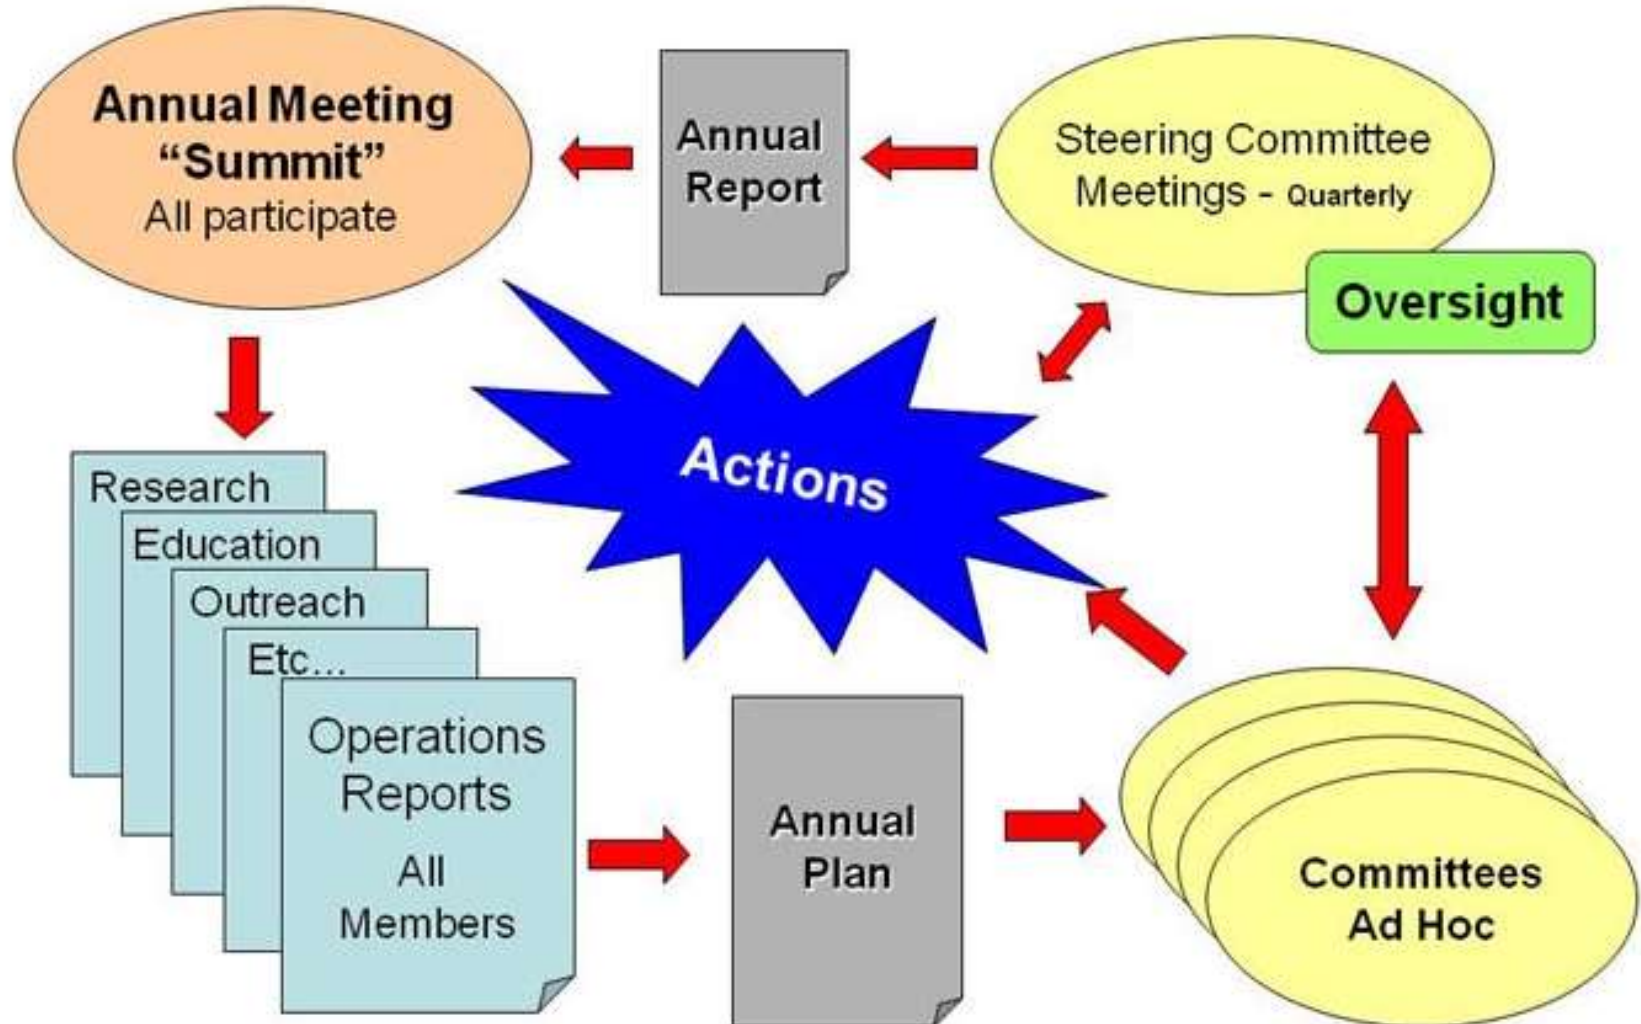 Annual Meeting
“Summit”
All participate
Annual
Report
Steering Committee
Meetings - Quarterly
Oversight
Actions
Research
Education
Outreach
Etc...
Operations
Reports
All
Members
Annual
Plan
Committees
Ad Hoc